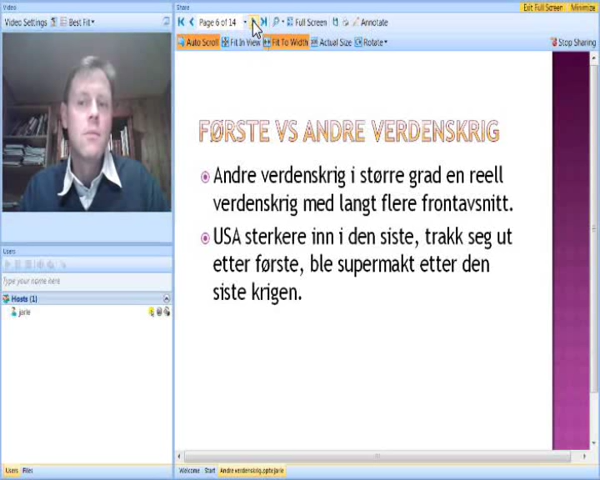 Video
Share
Exit Full Screen
Minimize
Video Settings
Best Fit
Page 6 of 14
Full Screen
Annotate
Auto Scroll
Fit In View
Fit To Width
Actual Size
Rotate
Stop Sharing
FØRSTE VS ANDRE VERDENSKRIG
Andre verdenskrig i større grad en reell
verdenskrig med langt flere frontavsnitt.
USA sterkere inn i den siste, trakk seg ut
etter første, ble supermakt etter den
siste krigen.
Users
Type your name here
Hosts (1)
jarle
Users
Files
Welcome
Start
Andre verdenskrig.pptx:jarle